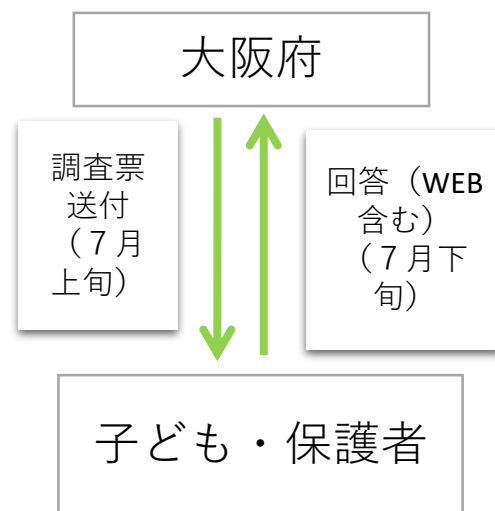 大阪府
調査票
送付
（７月
上旬）
回答（WEB
含む）
（７月下
旬）
子ども・保護者